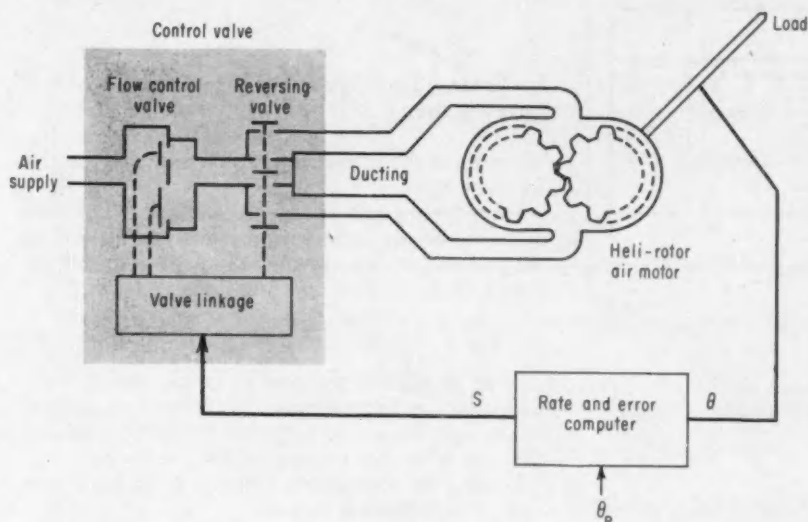 Control valve
Load
Flow control
valve
Reversing
valve
Air
supply
Ducting
Heli-rotor
air motor
Valve linkage
S
Rate and error
computer
θ
θₑ